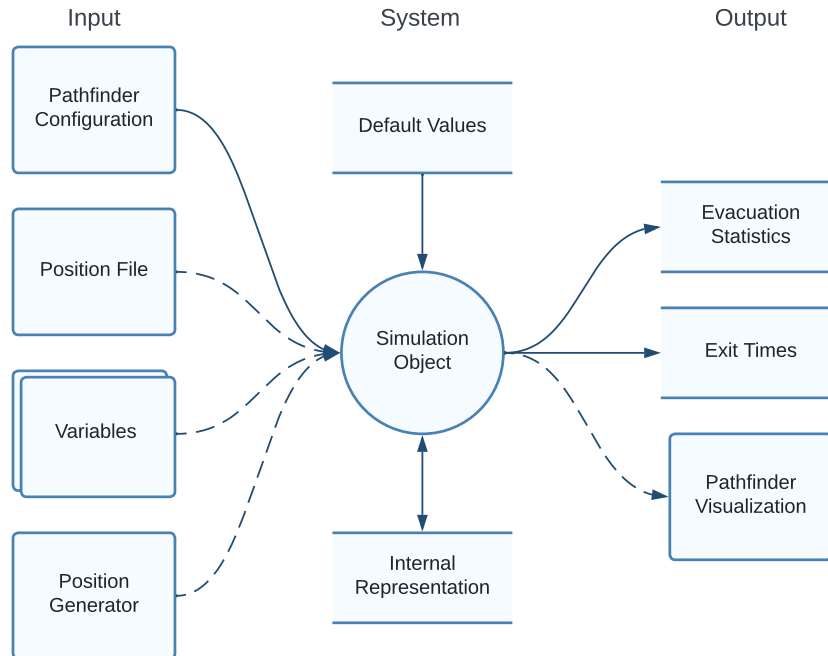 Input
System
Output
Pathfinder
Configuration
Position File
Variables
Position
Generator
Default Values
Simulation
Object
Internal
Representation
Evacuation
Statistics
Exit Times
Pathfinder
Visualization